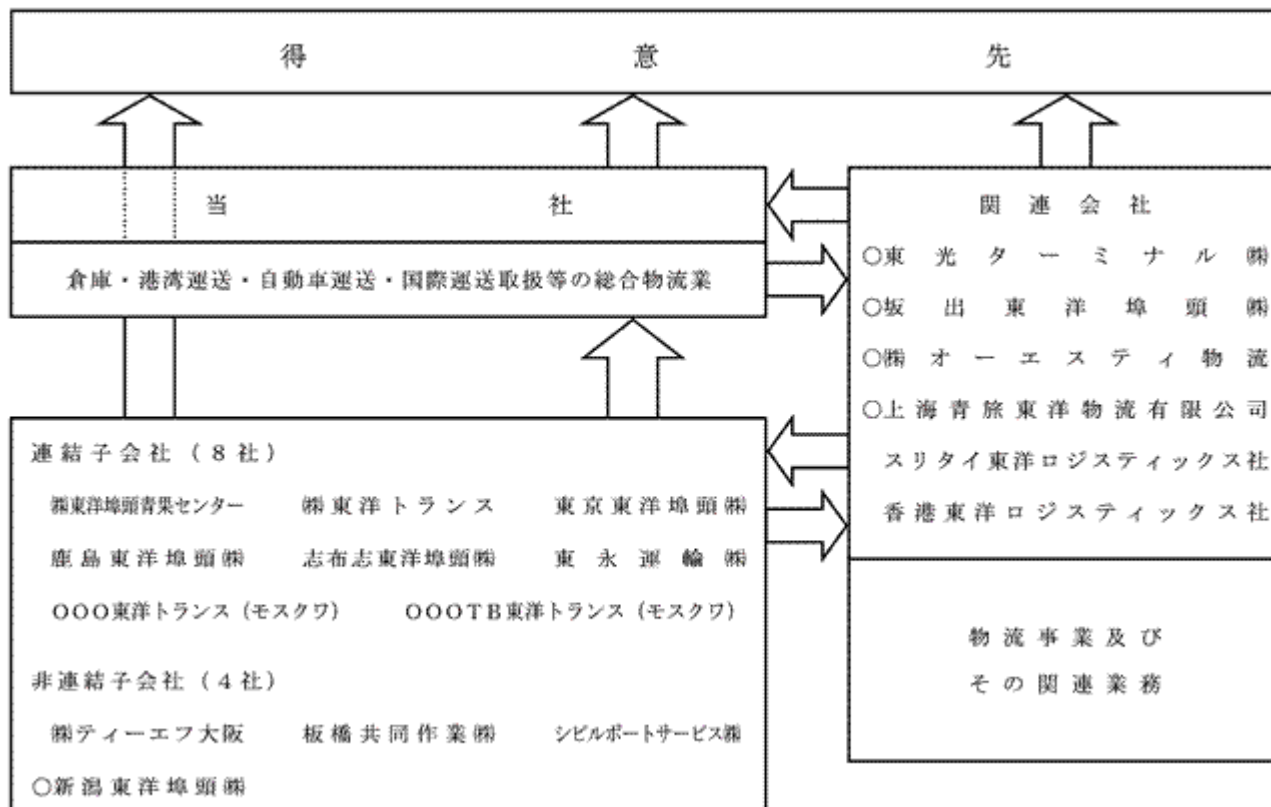 得意先
当社
倉庫・港湾運送・自動車運送・国際運送取扱等の総合物流業
関連会社
○東光ターミナル㈱
○坂出東洋埠頭㈱
○㈱オーエスティ物流
○上海青旅東洋物流有限公司
スリタイ東洋ロジスティックス社
香港東洋ロジスティックス社
物流事業及び
その関連業務
連結子会社（８社）
㈱東洋埠頭青果センター ㈱東洋トランス 東京東洋埠頭㈱
鹿島東洋埠頭㈱ 志布志東洋埠頭㈱ 東永運輸㈱
ＯＯＯ東洋トランス（モスクワ） ＯＯＯＴＢ東洋トランス（モスクワ）
非連結子会社（４社）
㈱ティーエフ大阪 板橋共同作業㈱ シビルポートサービス㈱
○新潟東洋埠頭㈱